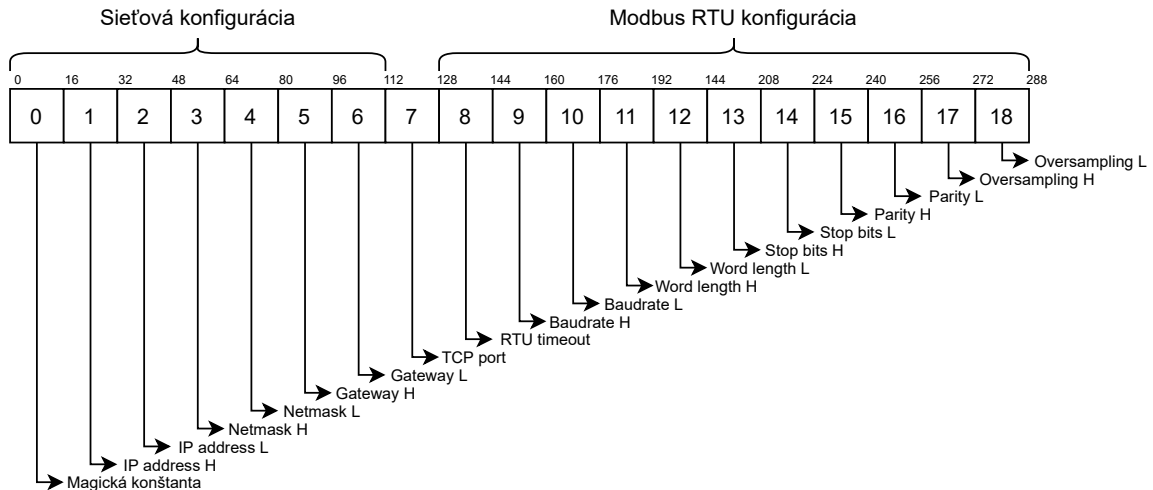 Sieťová konfigurácia Modbus RTU konfigurácia
0 16 32 48 64 80 96 112 128 144 160 176 192 144 208 224 240 256 272 288
0 1 2 3 4 5 6 7 8 9 10 11 12 13 14 15 16 17 18
Oversampling L
Oversampling H
Parity L
Parity H
Stop bits L
Stop bits H
Word length L
Word length H
Baudrate L
Baudrate H
RTU timeout
TCP port
Gateway L
Gateway H
Netmask L
Netmask H
IP address L
IP address H
Magická konštanta